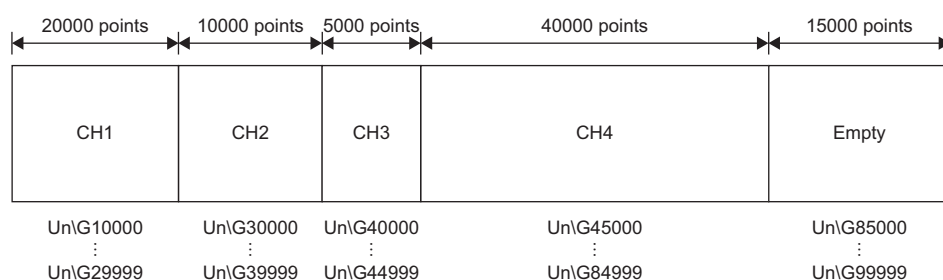 20000 points 10000 points 5000 points 40000 points 15000 points
CH1 CH2 CH3 CH4 Empty
Un\G10000 Un\G30000 Un\G40000 Un\G45000 Un\G85000
⋮ ⋮ ⋮ ⋮ ⋮
Un\G29999 Un\G39999 Un\G44999 Un\G84999 Un\G99999